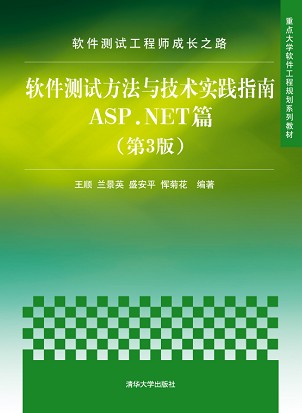 软件测试工程师成长之路
重点大学软件工程规划系列教材
软件测试方法与技术实践指南
ASP.NET篇
（第3版）
王顺 兰景英 盛安平 恽菊花 编著
清华大学出版社